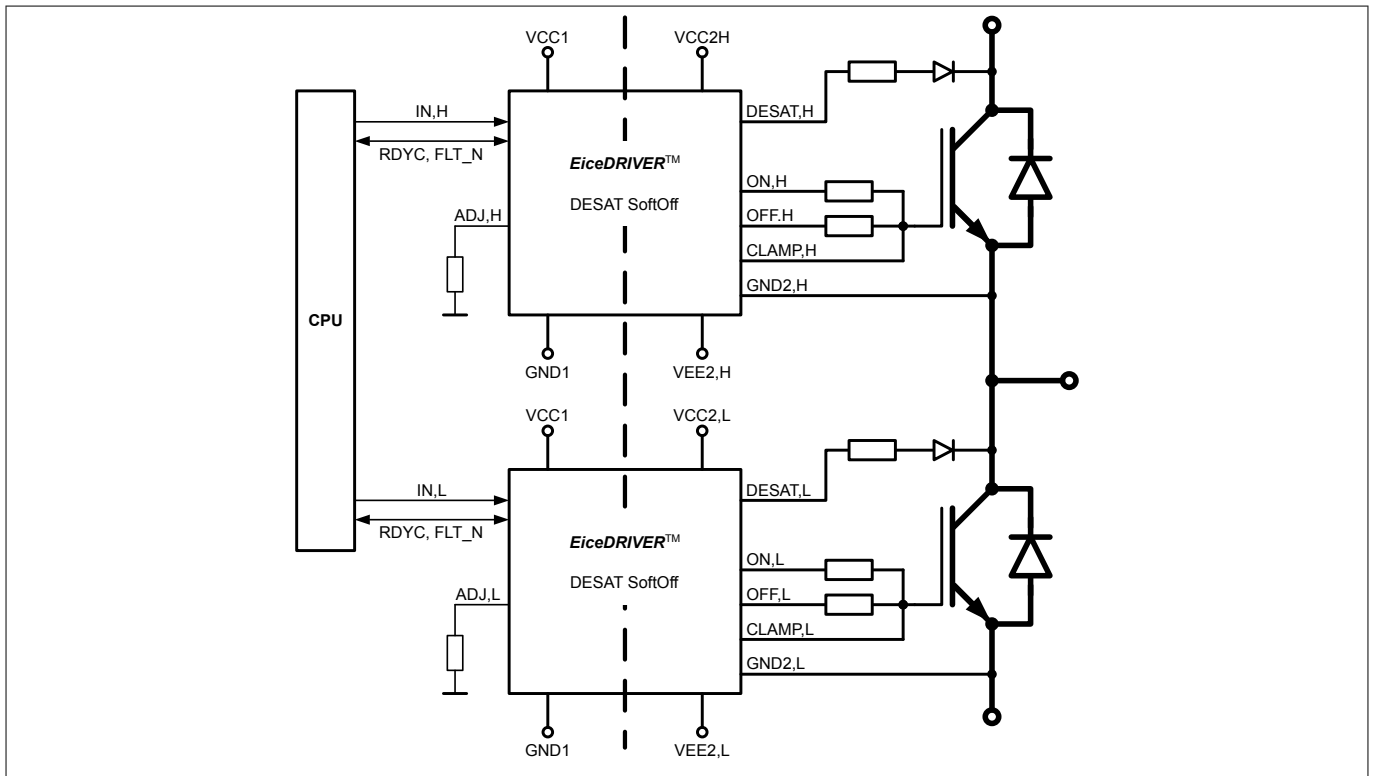 VCC1
VCC2H
IN,H
DESAT,H
RDYC, FLT_N
EiceDRIVER™
DESAT SoftOff
ON,H
ADJ,H
OFF.H
CLAMP,H
GND2,H
CPU
GND1
VEE2,H
VCC1
VCC2,L
IN,L
DESAT,L
RDYC, FLT_N
EiceDRIVER™
DESAT SoftOff
ON,L
ADJ,L
OFF,L
CLAMP,L
GND2,L
GND1
VEE2,L